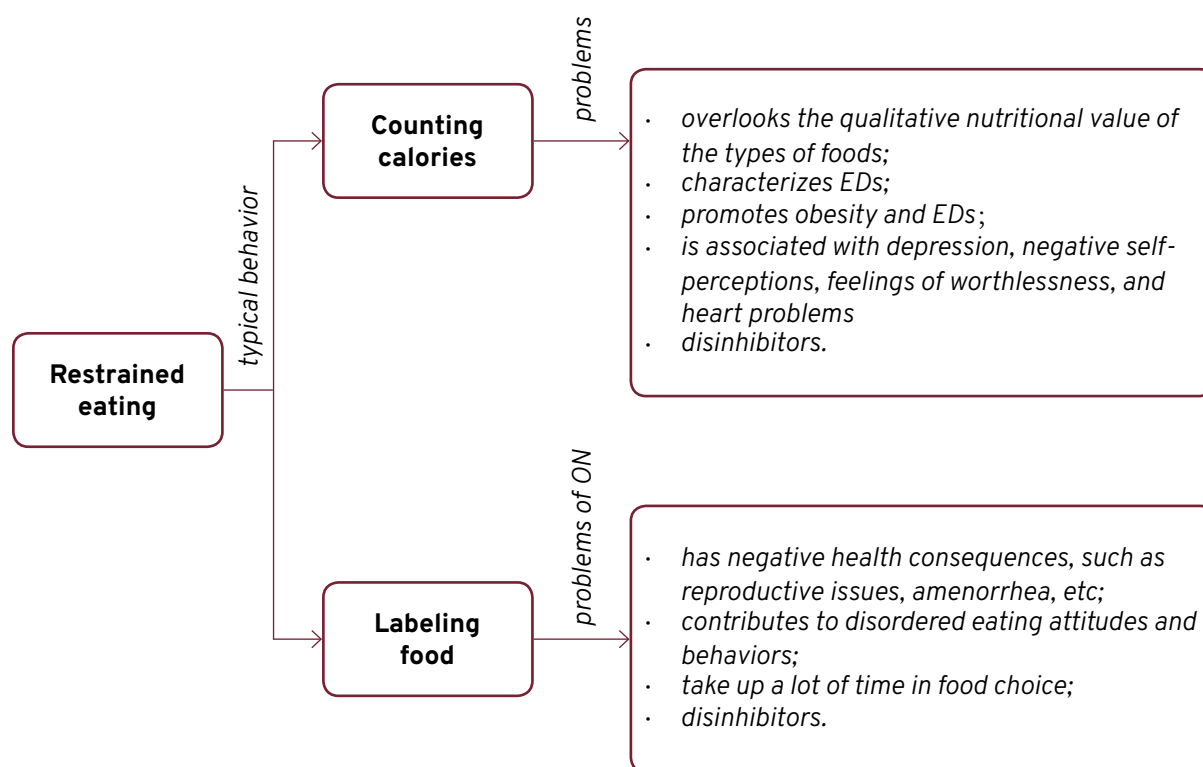 problems
Counting
calories
· overlooks the qualitative nutritional value of
the types of foods;
· characterizes EDs;
· promotes obesity and EDs;
· is associated with depression, negative self-
perceptions, feelings of worthlessness, and
heart problems
· disinhibitors.
typical behavior
Restrained
eating
problems of ON
Labeling
food
· has negative health consequences, such as
reproductive issues, amenorrhea, etc;
· contributes to disordered eating attitudes and
behaviors;
· take up a lot of time in food choice;
· disinhibitors.